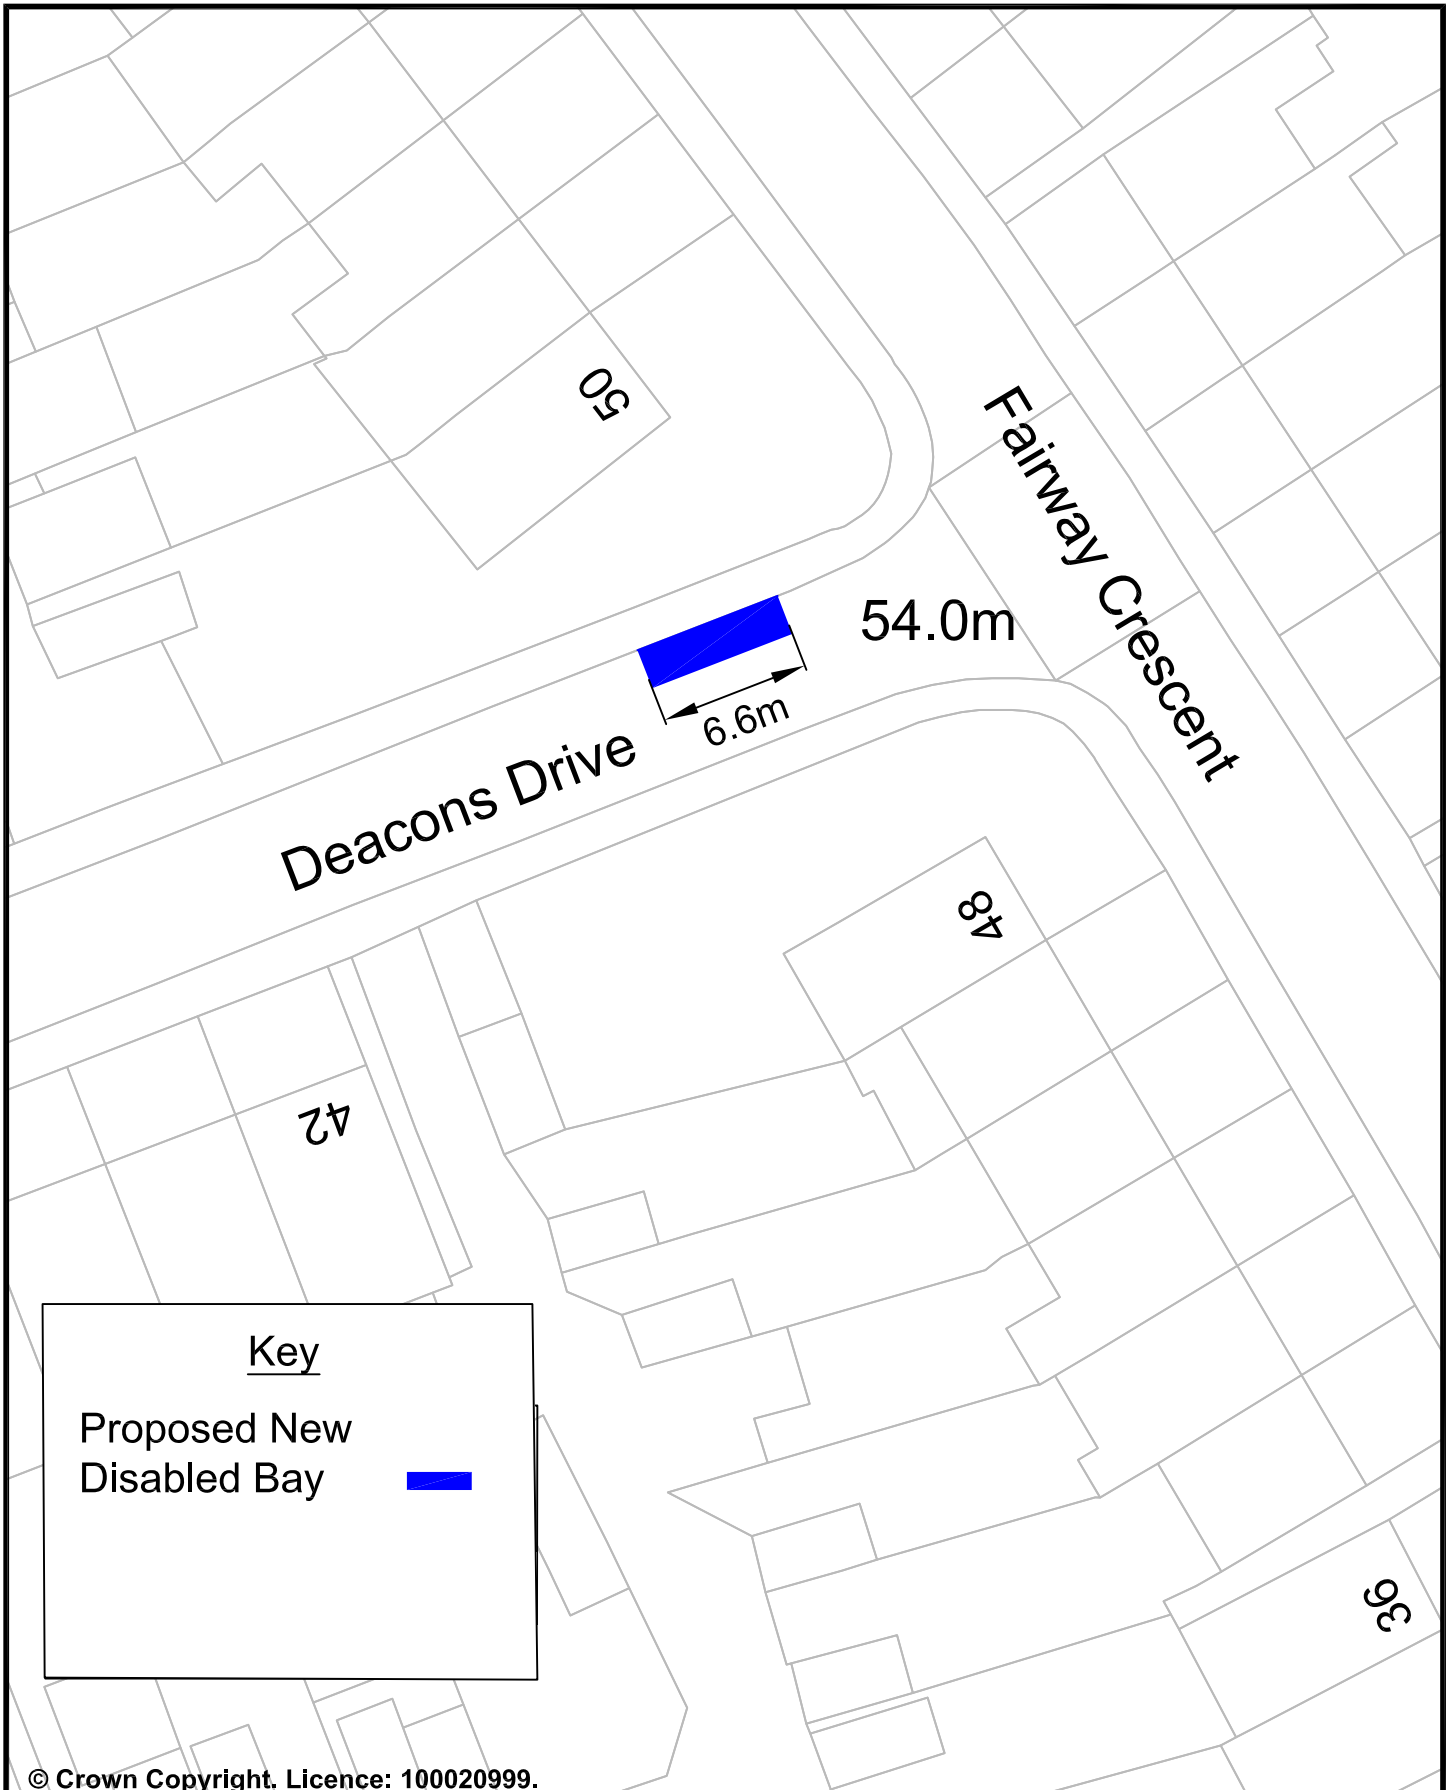 50
Fairway Crescent
54.0m
6.6m
Deacons Drive
48
42
Key
Proposed New
Disabled Bay
36
© Crown Copyright. Licence: 100020999.